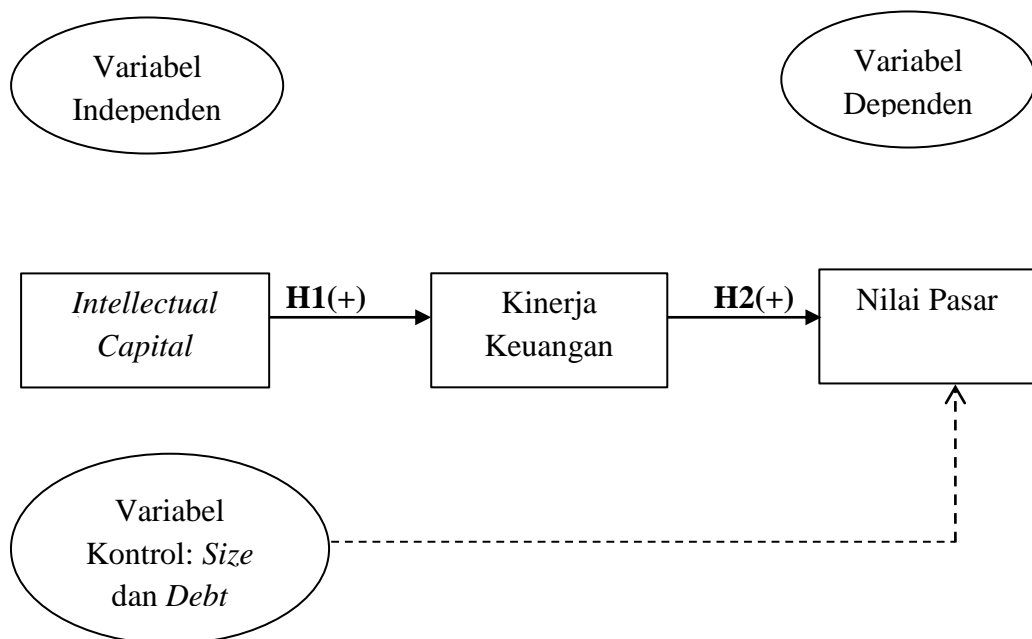 Variabel
Independen
Variabel
Dependen
Intellectual
Capital
H1(+)
Kinerja
Keuangan
H2(+)
Nilai Pasar
Variabel
Kontrol: Size
dan Debt